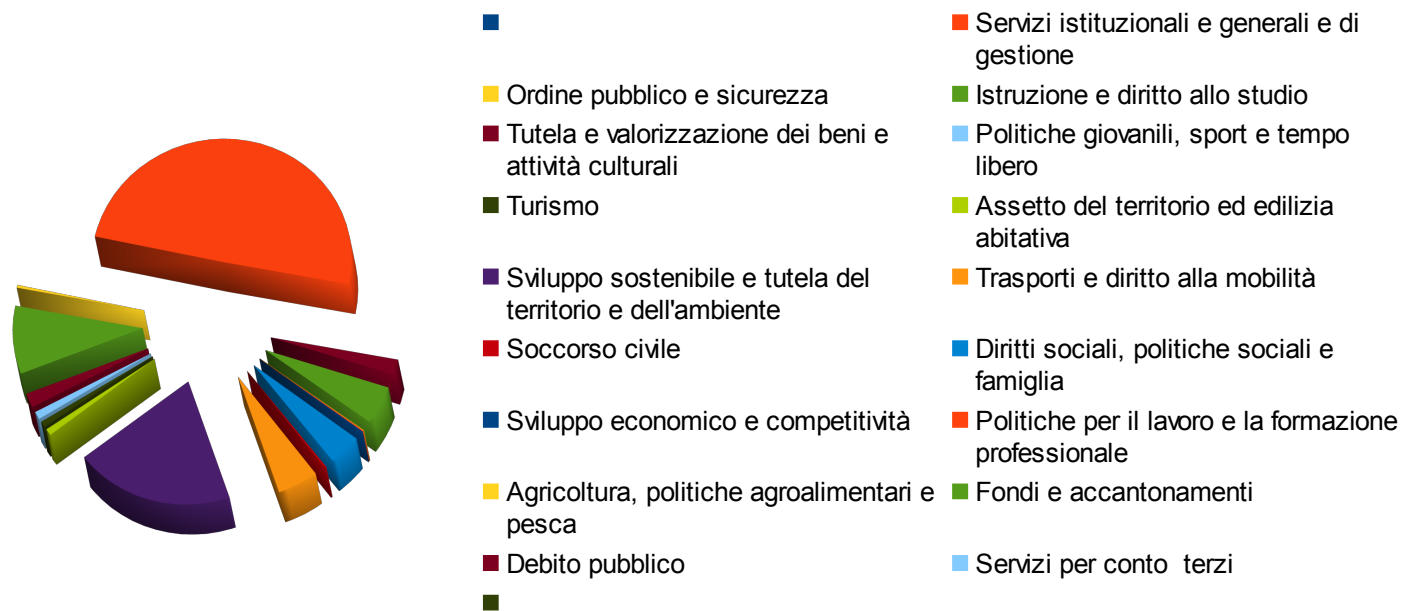 Servizi istituzionali e generali e di
gestione
Ordine pubblico e sicurezza
Istruzione e diritto allo studio
Tutela e valorizzazione dei beni e
attività culturali
Politiche giovanili, sport e tempo
libero
Turismo
Assetto del territorio ed edilizia
abitativa
Sviluppo sostenibile e tutela del
territorio e dell'ambiente
Trasporti e diritto alla mobilità
Soccorso civile
Diritti sociali, politiche sociali e
famiglia
Sviluppo economico e competitività
Politiche per il lavoro e la formazione
professionale
Agricoltura, politiche agroalimentari e
pesca
Fondi e accantonamenti
Debito pubblico
Servizi per conto  terzi